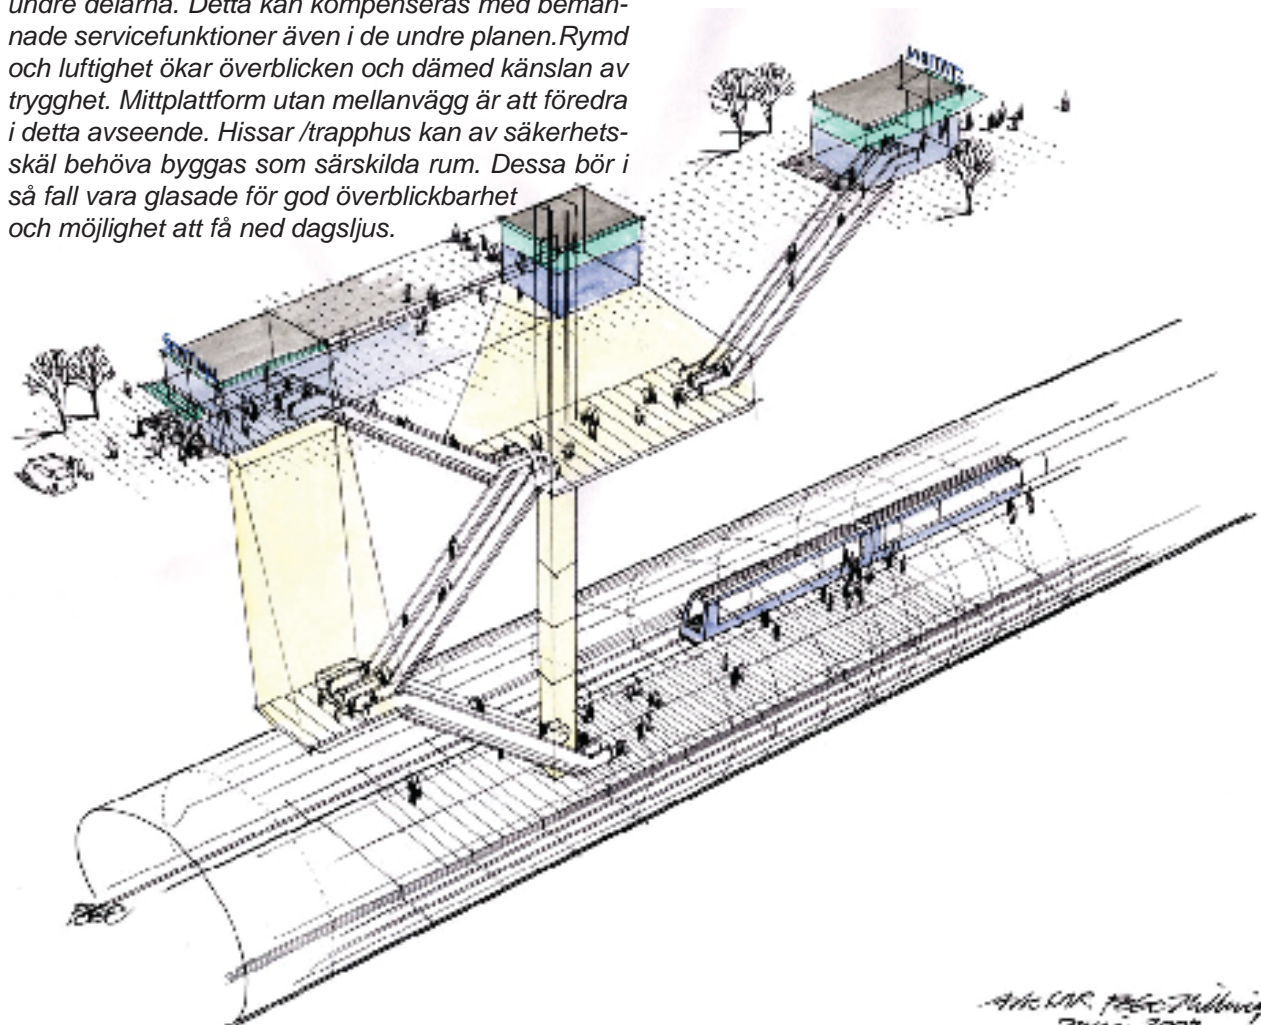 undre delarna. Detta kan kompenseras med beman-
nade servicefunktioner även i de undre planen.Rymd
och luftighet ökar överblicken och dämed känslan av
trygghet. Mittplattform utan mellanvägg är att föredra
i detta avseende. Hissar /trapphus kan av säkerhets-
skäl behöva byggas som särskilda rum. Dessa bör i
så fall vara glasade för god överblickbarhet
och möjlighet att få ned dagsljus.